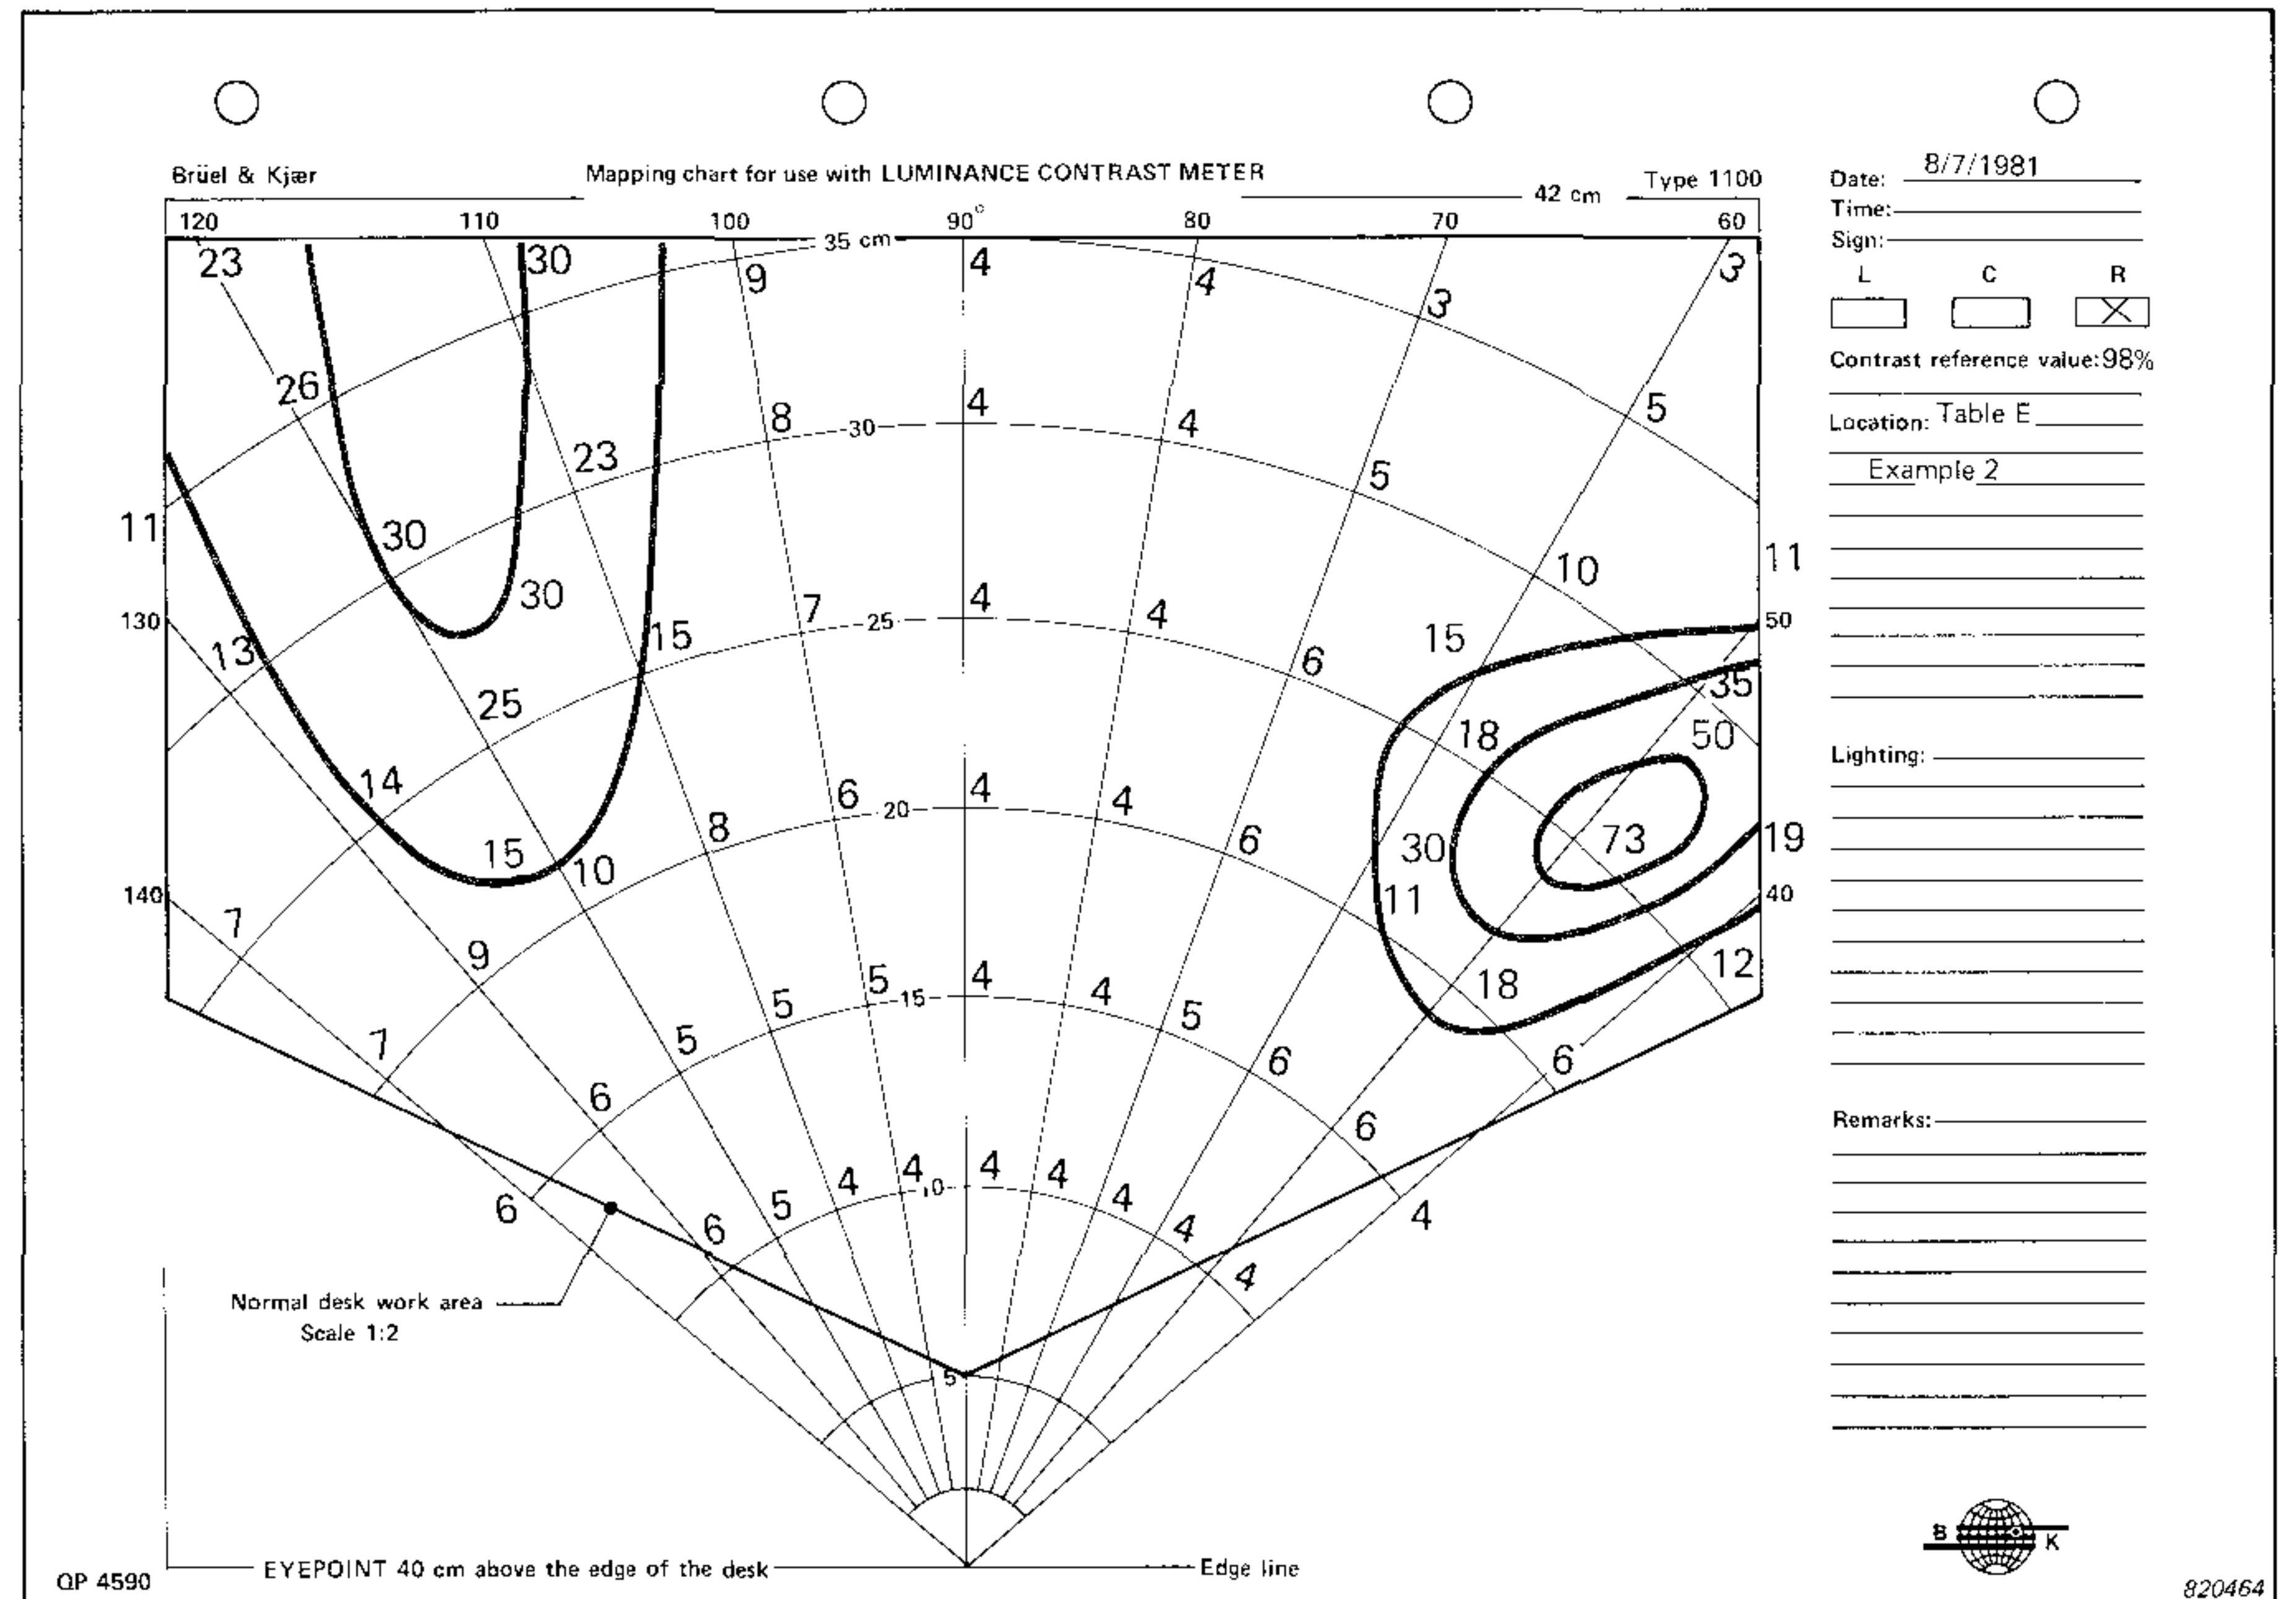 Brüel & Kjær Mapping chart for use with LUMINANCE CONTRAST METER Type 1100
42 cm
120 110 100 90° 80 70 60
35 cm
23 30 9 4 4 3 3
26 8 4 4 5 5
30
23
11 30 30 15 7 25 4 4 6 5 10 11
130 13 50
15 35
25 18 50
14 6 20 4 4 30 73 19
15 10 8 6 11 40
140 7 9 5 15 4 4 5 18 12
7 6 5 5 6 6 6
6 6 5 4 4 10 4 4 4 4 4 4
5
Normal desk work area
Scale 1:2
EYEPOINT 40 cm above the edge of the desk Edge line
QP 4590
Date: 8/7/1981
Time:
Sign:
L C R
X
Contrast reference value: 98%
Location: Table E
Example 2
Lighting:
Remarks:
B K
820464